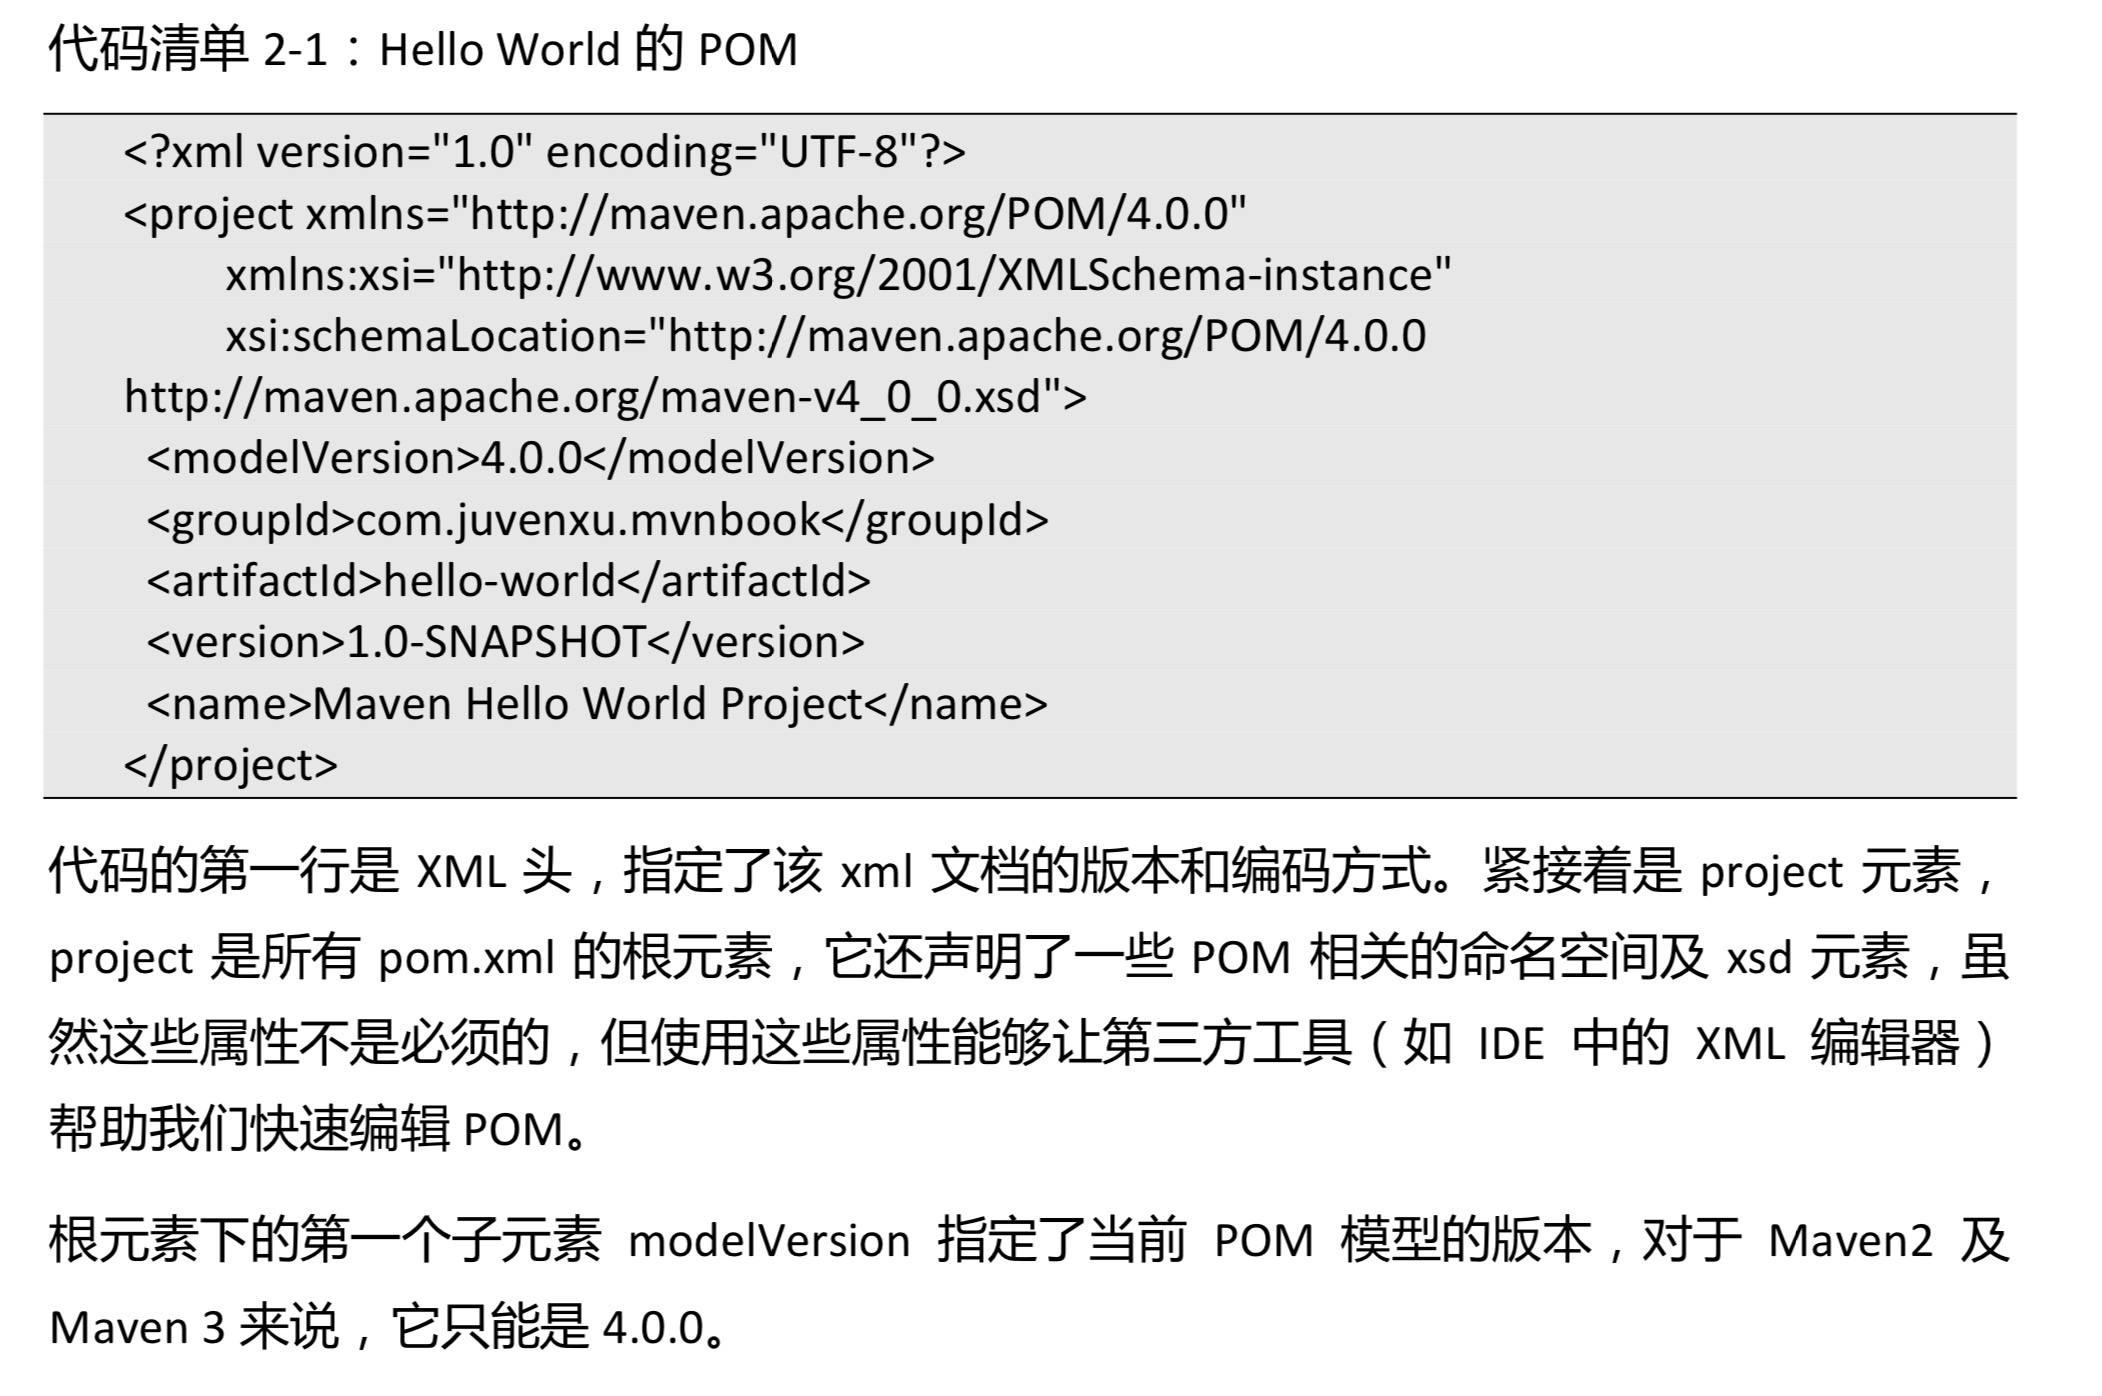 代码清单 2-1：Hello World 的 POM
<?xml version="1.0" encoding="UTF-8"?>
<project xmlns="http://maven.apache.org/POM/4.0.0"
xmlns:xsi="http://www.w3.org/2001/XMLSchema-instance"
xsi:schemaLocation="http://maven.apache.org/POM/4.0.0
http://maven.apache.org/maven-v4_0_0.xsd">
<modelVersion>4.0.0</modelVersion>
<groupId>com.juvenxu.mvnbook</groupId>
<artifactId>hello-world</artifactId>
<version>1.0-SNAPSHOT</version>
<name>Maven Hello World Project</name>
</project>
代码的第一行是 XML 头，指定了该 xml 文档的版本和编码方式。紧接着是 project 元素，
project 是所有 pom.xml 的根元素，它还声明了一些 POM 相关的命名空间及 xsd 元素，虽
然这些属性不是必须的，但使用这些属性能够让第三方工具（如 IDE 中的 XML 编辑器）
帮助我们快速编辑 POM。
根元素下的第一个子元素 modelVersion 指定了当前 POM 模型的版本，对于 Maven2 及
Maven 3 来说，它只能是 4.0.0。